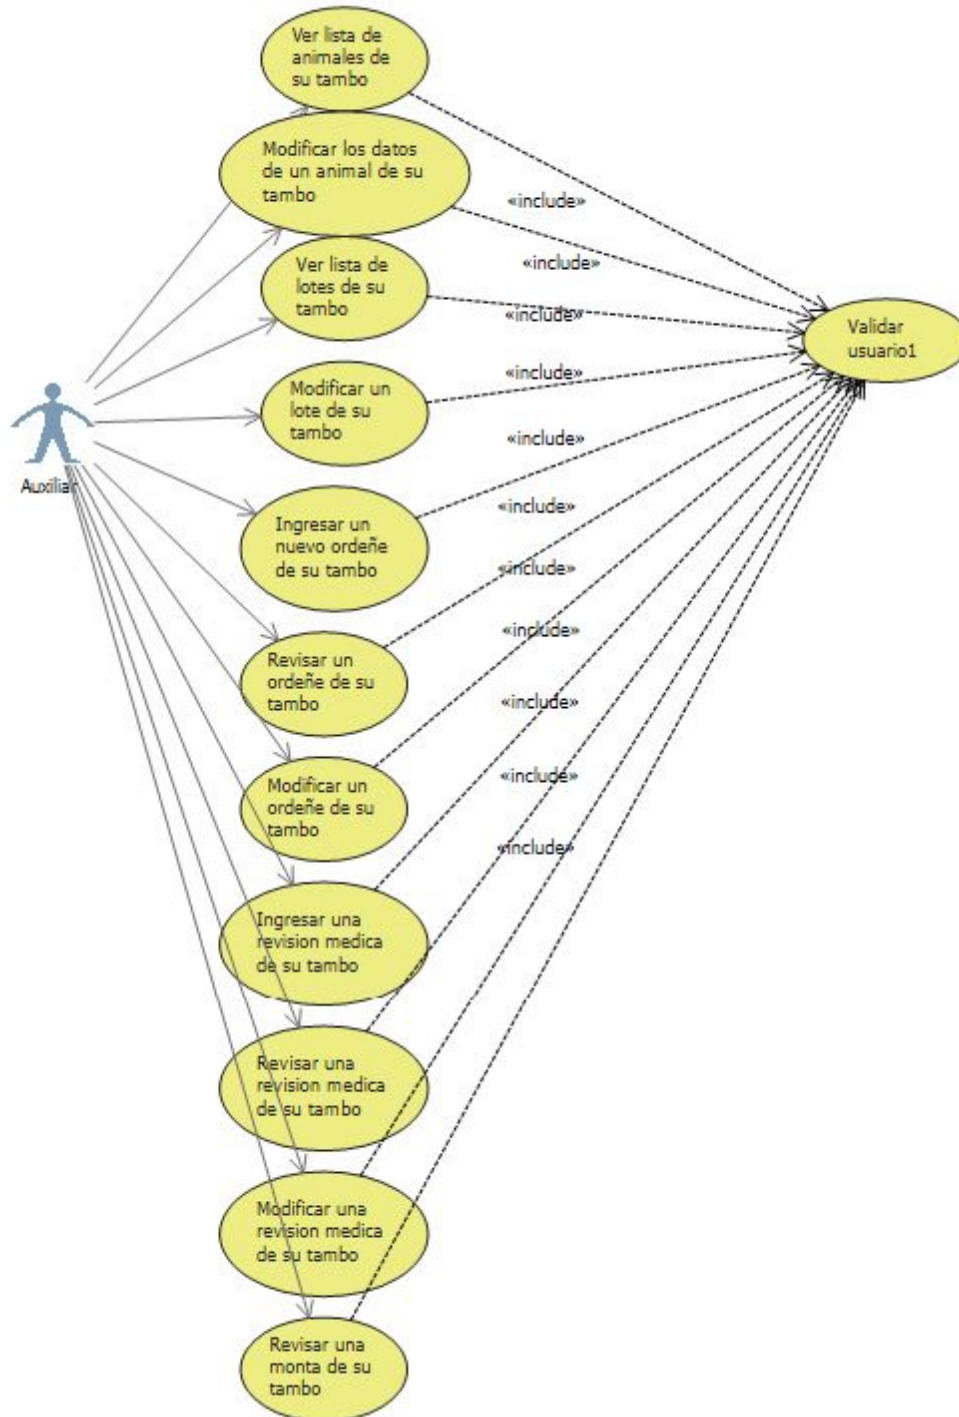 Ver lista de
animales de
su tambo
Modificar los datos
de un animal de su
tambo
«include»
«include»
Ver lista de
lotes de su
tambo
«include»
Validar
usuario1
«include»
Modificar un
lote de su
tambo
Auxiliar
«include»
Ingresar un
nuevo ordeñe
de su tambo
«include»
«include»
«include»
Revisar un
ordeñe de su
tambo
«include»
Modificar un
ordeñe de su
tambo
«include»
«include»
Ingresar una
revision medica
de su tambo
Revisar una
revision medica
de su tambo
Modificar una
revision medica
de su tambo
Revisar una
monta de su
tambo